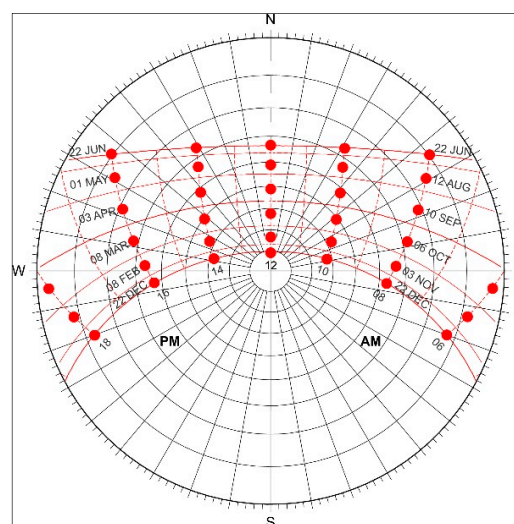 N
22 JUN
22 JUN
01 MAY
12 AUG
03 APR
10 SEP
08 MAR
06 OCT
W
08 FEB
14
12
10
03 NOV
22 DEC
16
08
22 DEC
18
PM
AM
06
S